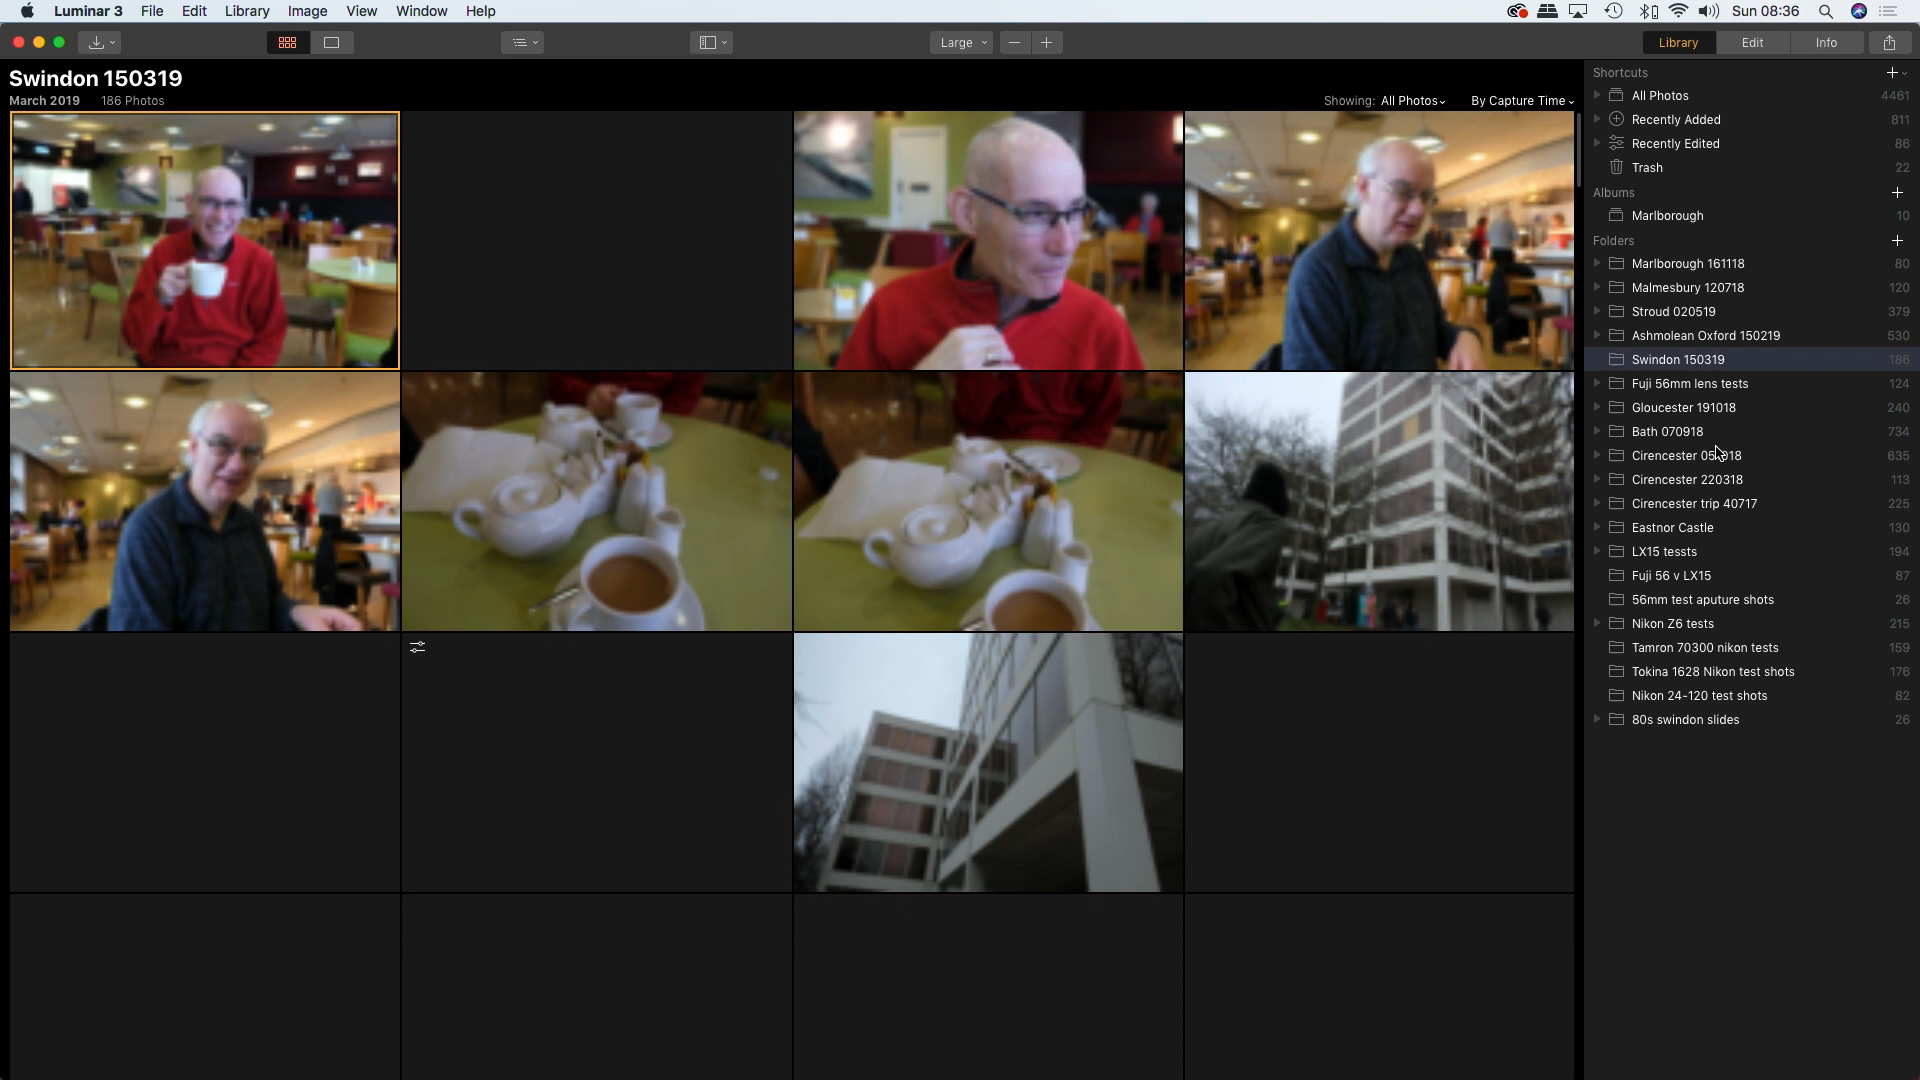 Luminar 3 File Edit Library Image View Window Help Sun 08:36
Large Library Edit Info
Swindon 150319
March 2019 186 Photos Showing: All Photos By Capture Time
Shortcuts
All Photos 4461
Recently Added 811
Recently Edited 86
Trash 22
Albums
Marlborough 10
Folders
Marlborough 161118 80
Malmesbury 120718 120
Stroud 020519 379
Ashmolean Oxford 150219 530
Swindon 150319 186
Fuji 56mm lens tests 124
Gloucester 191018 240
Bath 070918 734
Cirencester 635
Cirencester 220318 113
Cirencester trip 40717 225
Eastnor Castle 130
LX15 tessts 194
Fuji 56 v LX15 87
56mm test aputure shots 26
Nikon Z6 tests 215
Tamron 70300 nikon tests 159
Tokina 1628 Nikon test shots 176
Nikon 24-120 test shots 82
80s swindon slides 26